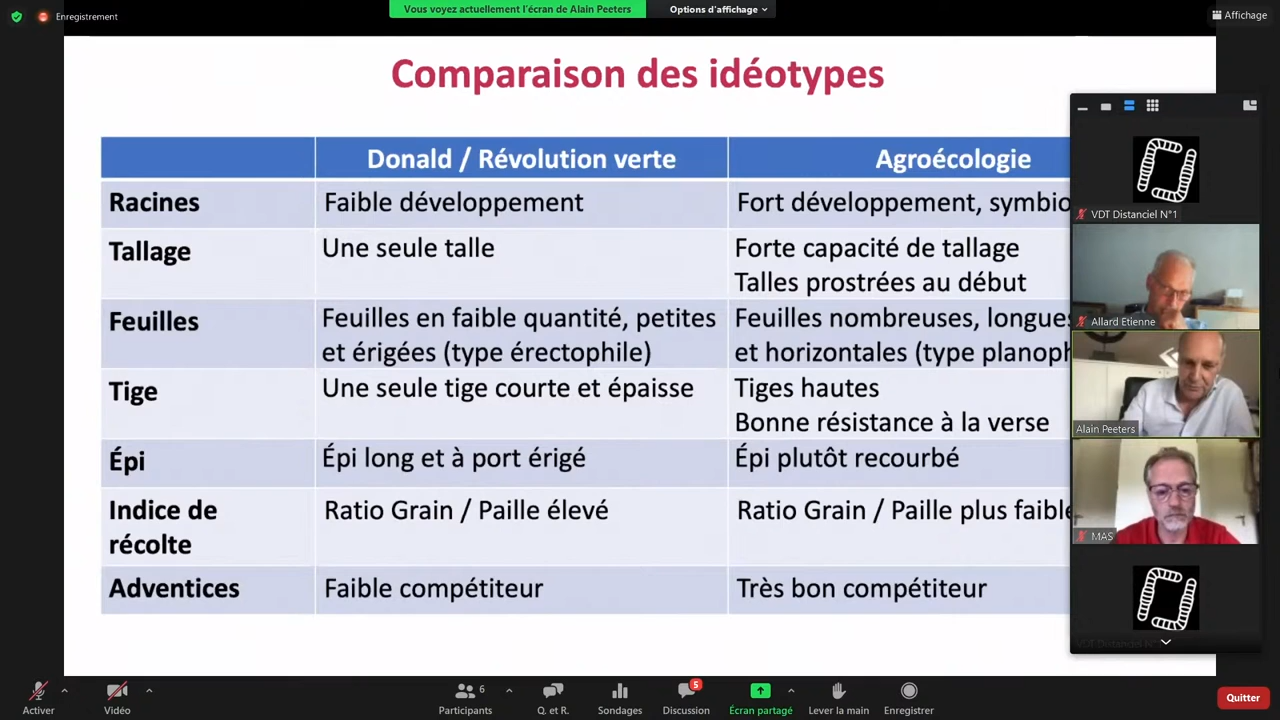 Enregistrement
Vous voyez actuellement l'écran de Alain Peeters
Options d'affichage
Affichage
Comparaison des idéotypes
Donald / Révolution verte
Agroécologie
Racines
Faible développement
Fort développement, symbio
Tallage
Une seule talle
Forte capacité de tallage
Talles prostrées au début
Feuilles
Feuilles en faible quantité, petites
et érigées (type érectophile)
Feuilles nombreuses, longues
et horizontales (type planoph
Tige
Une seule tige courte et épaisse
Tiges hautes
Bonne résistance à la verse
Épi
Épi long et à port érigé
Épi plutôt recourbé
Indice de
récolte
Ratio Grain / Paille élevé
Ratio Grain / Paille plus faible
Adventices
Faible compétiteur
Très bon compétiteur
VDT Distanciel N°1
Allard Etienne
Alain Peeters
MAS
VDT Distanciel N°1
Activer
Vidéo
Participants
6
Q. et R.
Sondages
Discussion
5
Écran partagé
Lever la main
Enregistrer
Quitter